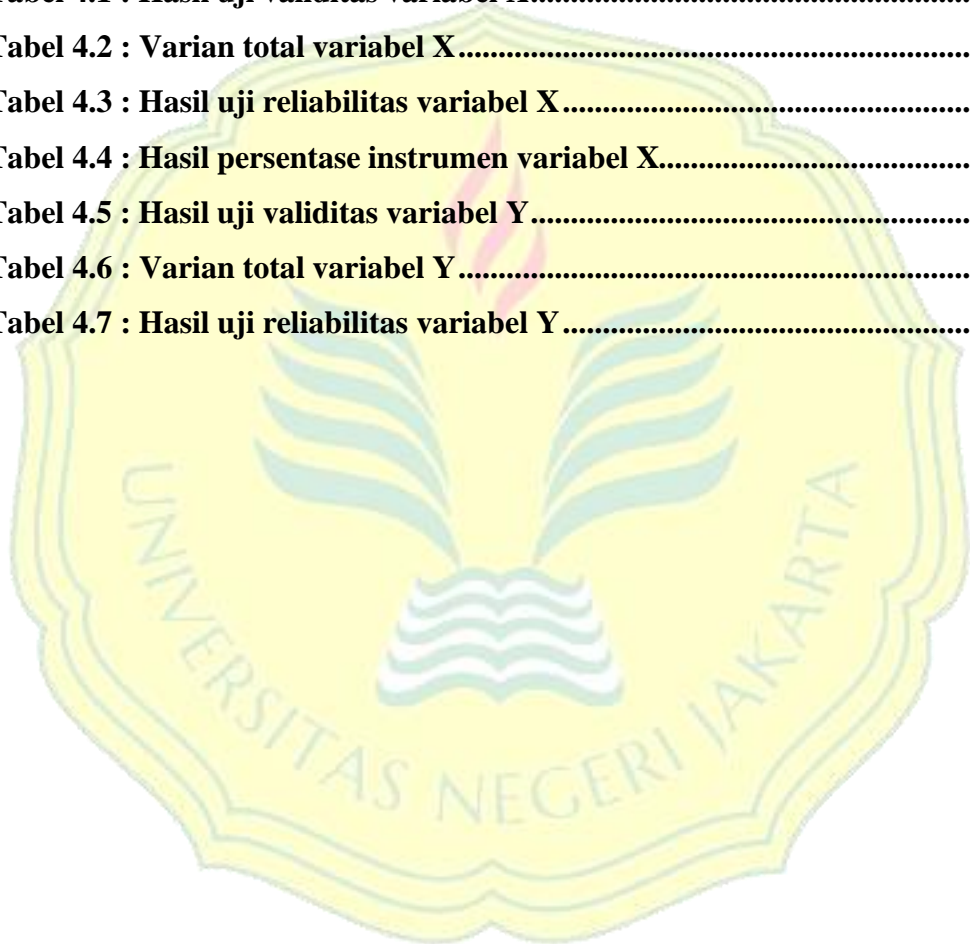 Tabel 4.2 : Varian total variabel X
Tabel 4.3 : Hasil uji reliabilitas variabel X
Tabel 4.4 : Hasil persentase instrumen variabel X
Tabel 4.5 : Hasil uji validitas variabel Y
Tabel 4.6 : Varian total variabel Y
Tabel 4.7 : Hasil uji reliabilitas variabel Y
UNIVERSITAS NEGERI JAKARTA